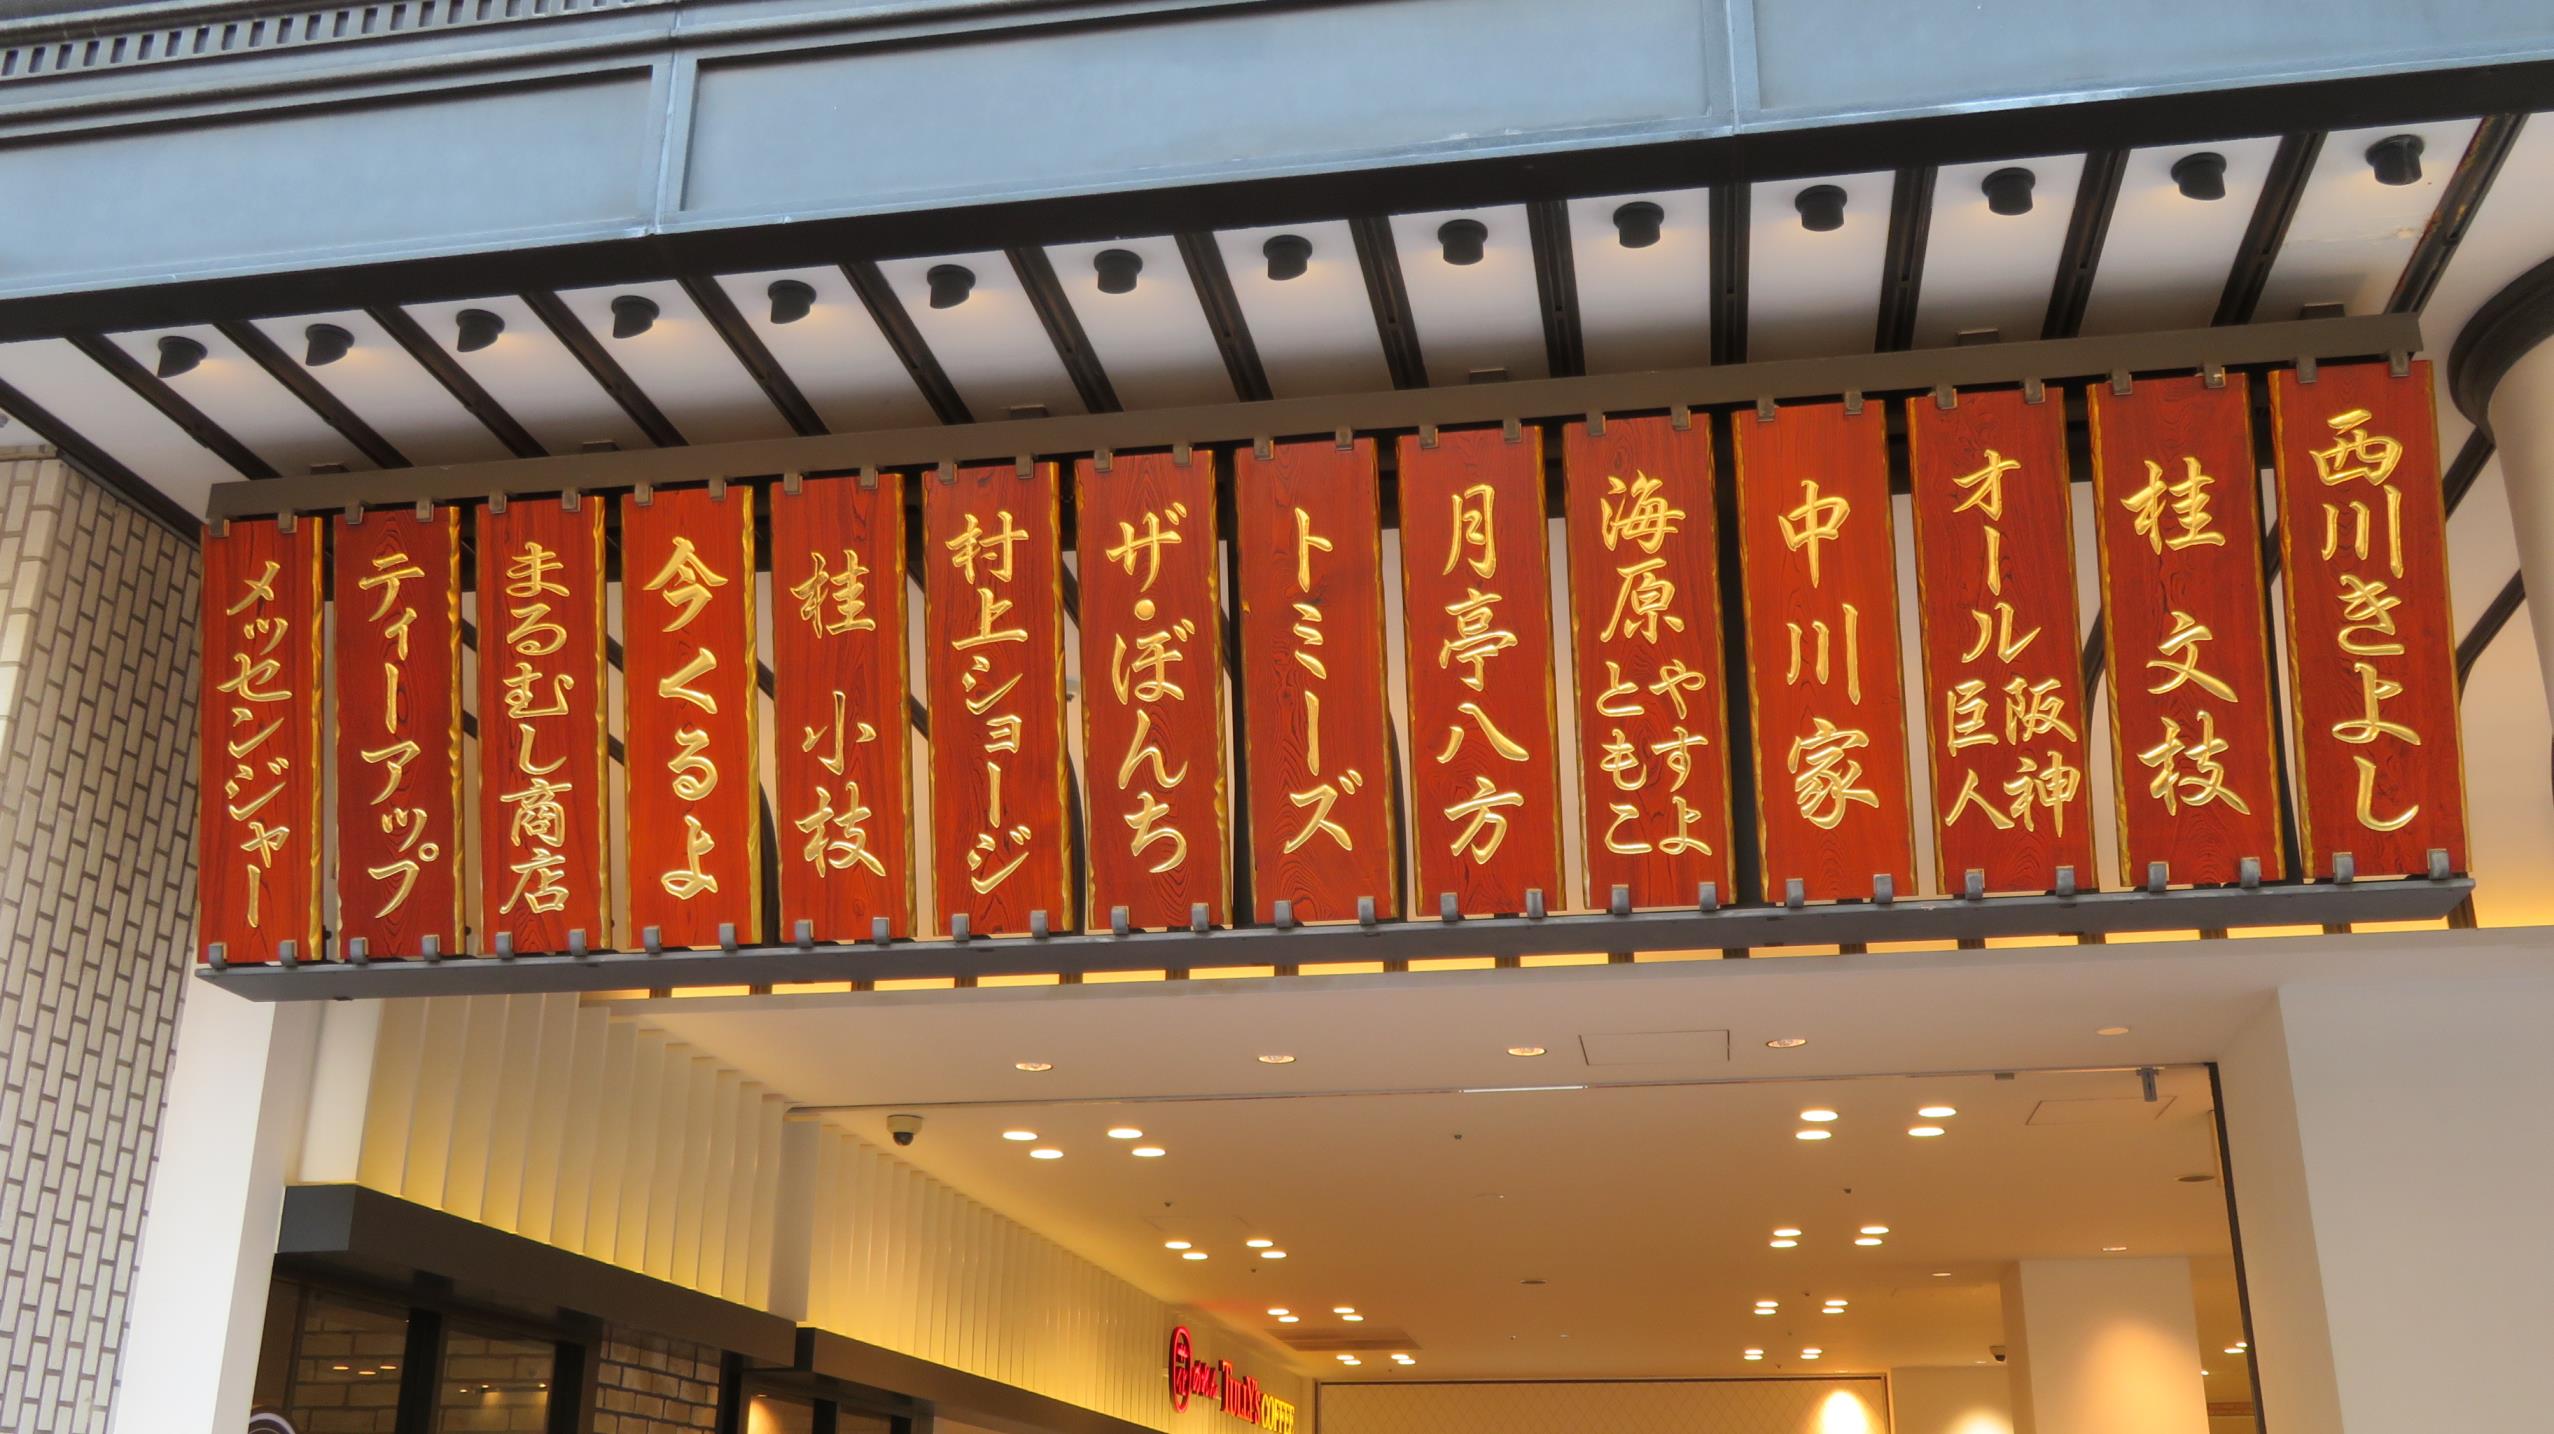 西川きよし
桂文枝
オール阪神
巨人
中川家
海原やすよ
ともこ
月亭八方
トミーズ
ザ・ぼんち
村上ショージ
桂小枝
今くるよ
まるむし商店
ティーアップ
メッセンジャー
TULLY'S COFFEE